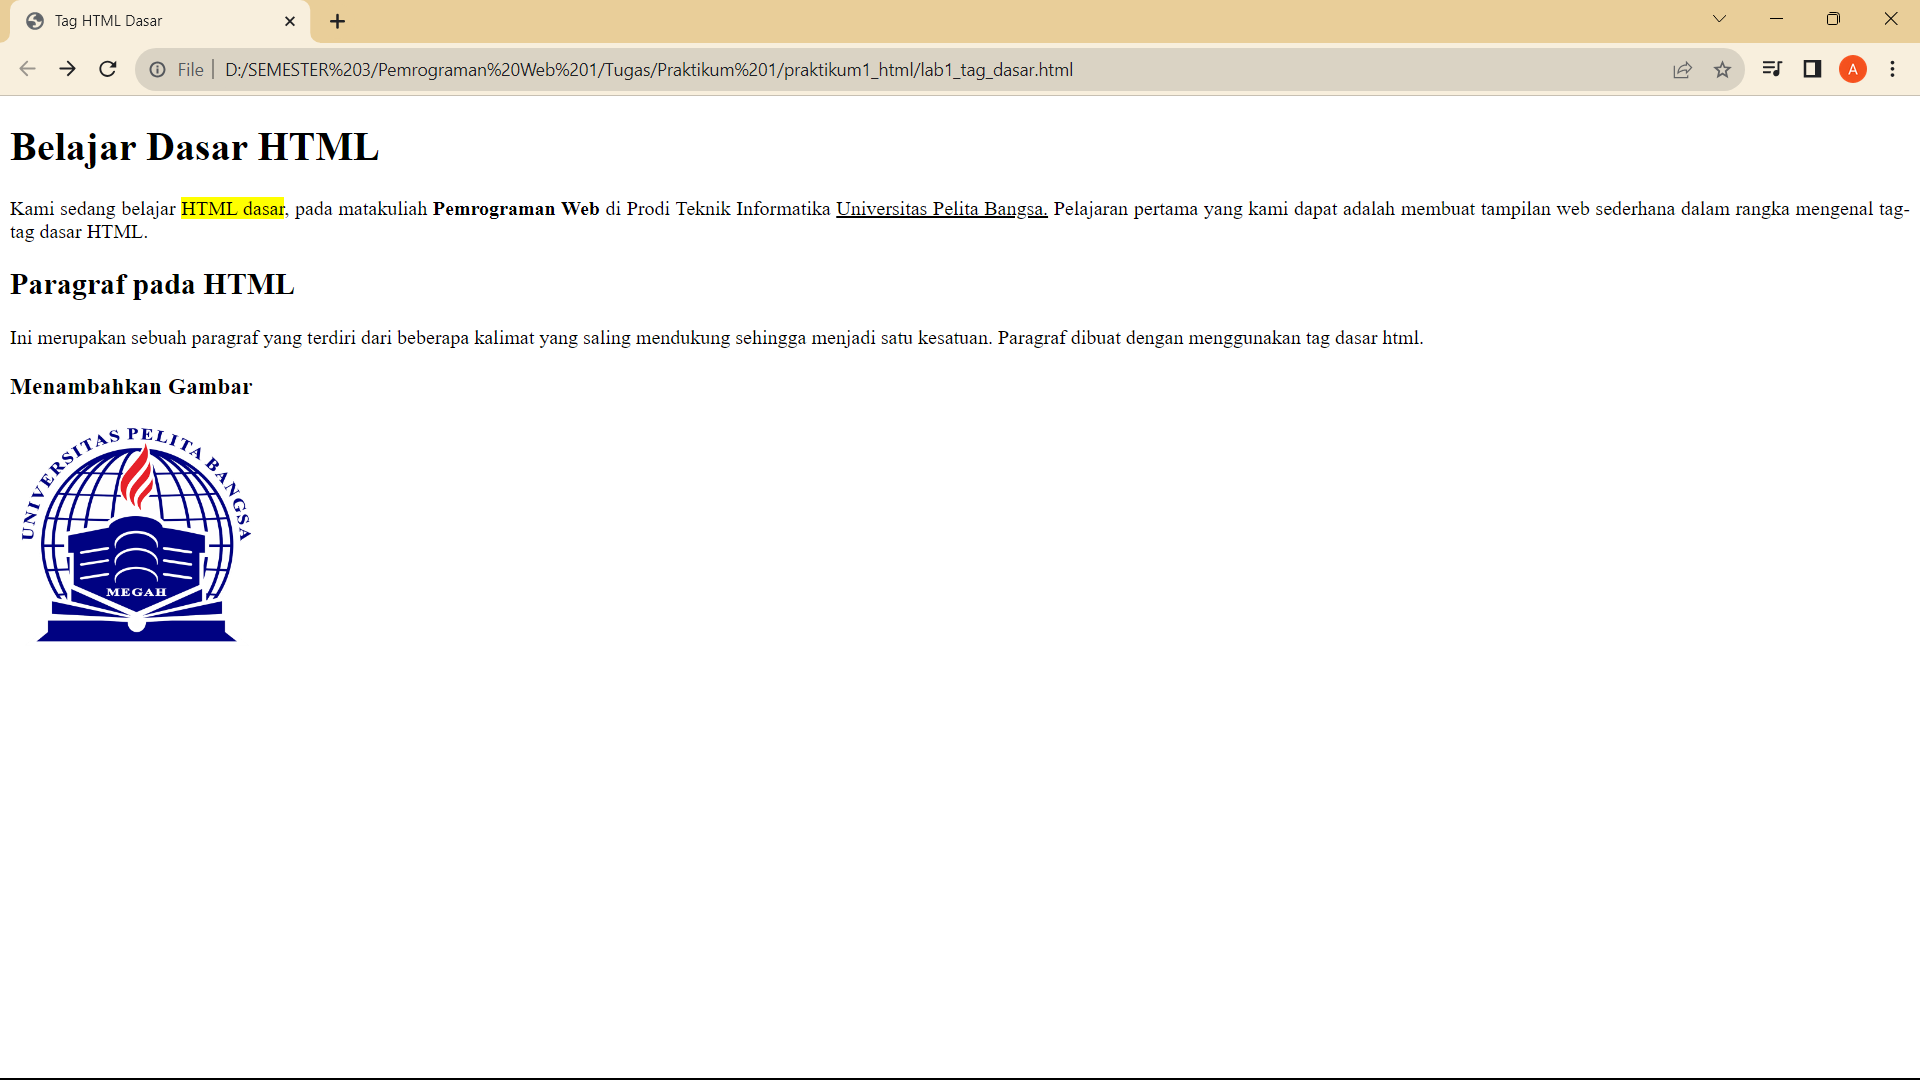 Tag HTML Dasar
File
D:/SEMESTER%203/Pemrograman%20Web%201/Tugas/Praktikum%201/praktikum1_html/lab1_tag_dasar.html
A
Belajar Dasar HTML
Kami sedang belajar HTML dasar, pada matakuliah Pemrograman Web di Prodi Teknik Informatika Universitas Pelita Bangsa. Pelajaran pertama yang kami dapat adalah membuat tampilan web sederhana dalam rangka mengenal tag-
tag dasar HTML.
Paragraf pada HTML
Ini merupakan sebuah paragraf yang terdiri dari beberapa kalimat yang saling mendukung sehingga menjadi satu kesatuan. Paragraf dibuat dengan menggunakan tag dasar html.
Menambahkan Gambar
UNIVERSITAS PELITA BANGSA
MEGAH